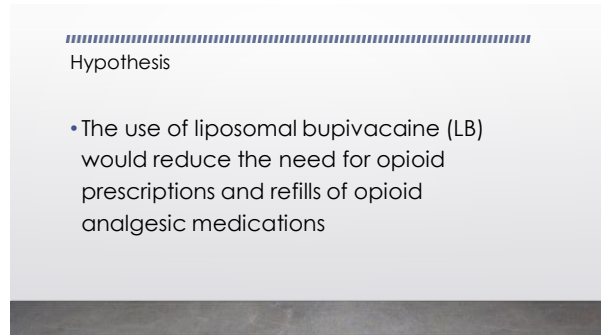 Hypothesis
• The use of liposomal bupivacaine (LB)
would reduce the need for opioid
prescriptions and refills of opioid
analgesic medications